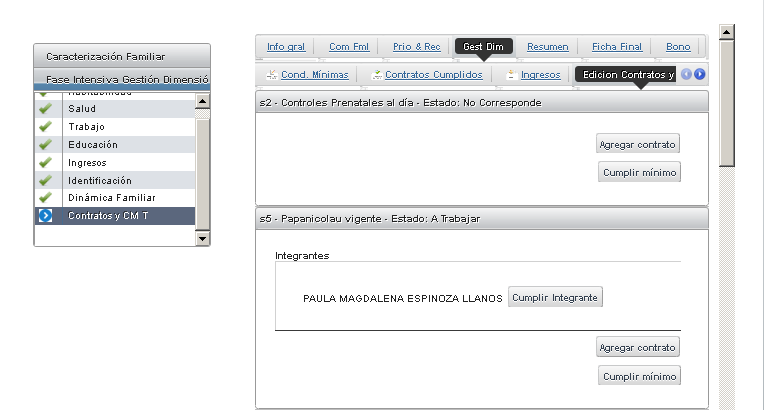 Caracterización Familiar
Fase Intensiva Gestión Dimensió
Habitabilidad
Salud
Trabajo
Educación
Ingresos
Identificación
Dinámica Familiar
Contratos y CM T
Info gral Com Fml Prio & Rec Gest Dim Resumen Ficha Final Bono
Cond. Mínimas Contratos Cumplidos Ingresos Edicion Contratos y
s2 - Controles Prenatales al día - Estado: No Corresponde
Agregar contrato
Cumplir mínimo
s5 - Papanicolau vigente - Estado: A Trabajar
Integrantes
PAULA MAGDALENA ESPINOZA LLANOS Cumplir Integrante
Agregar contrato
Cumplir mínimo